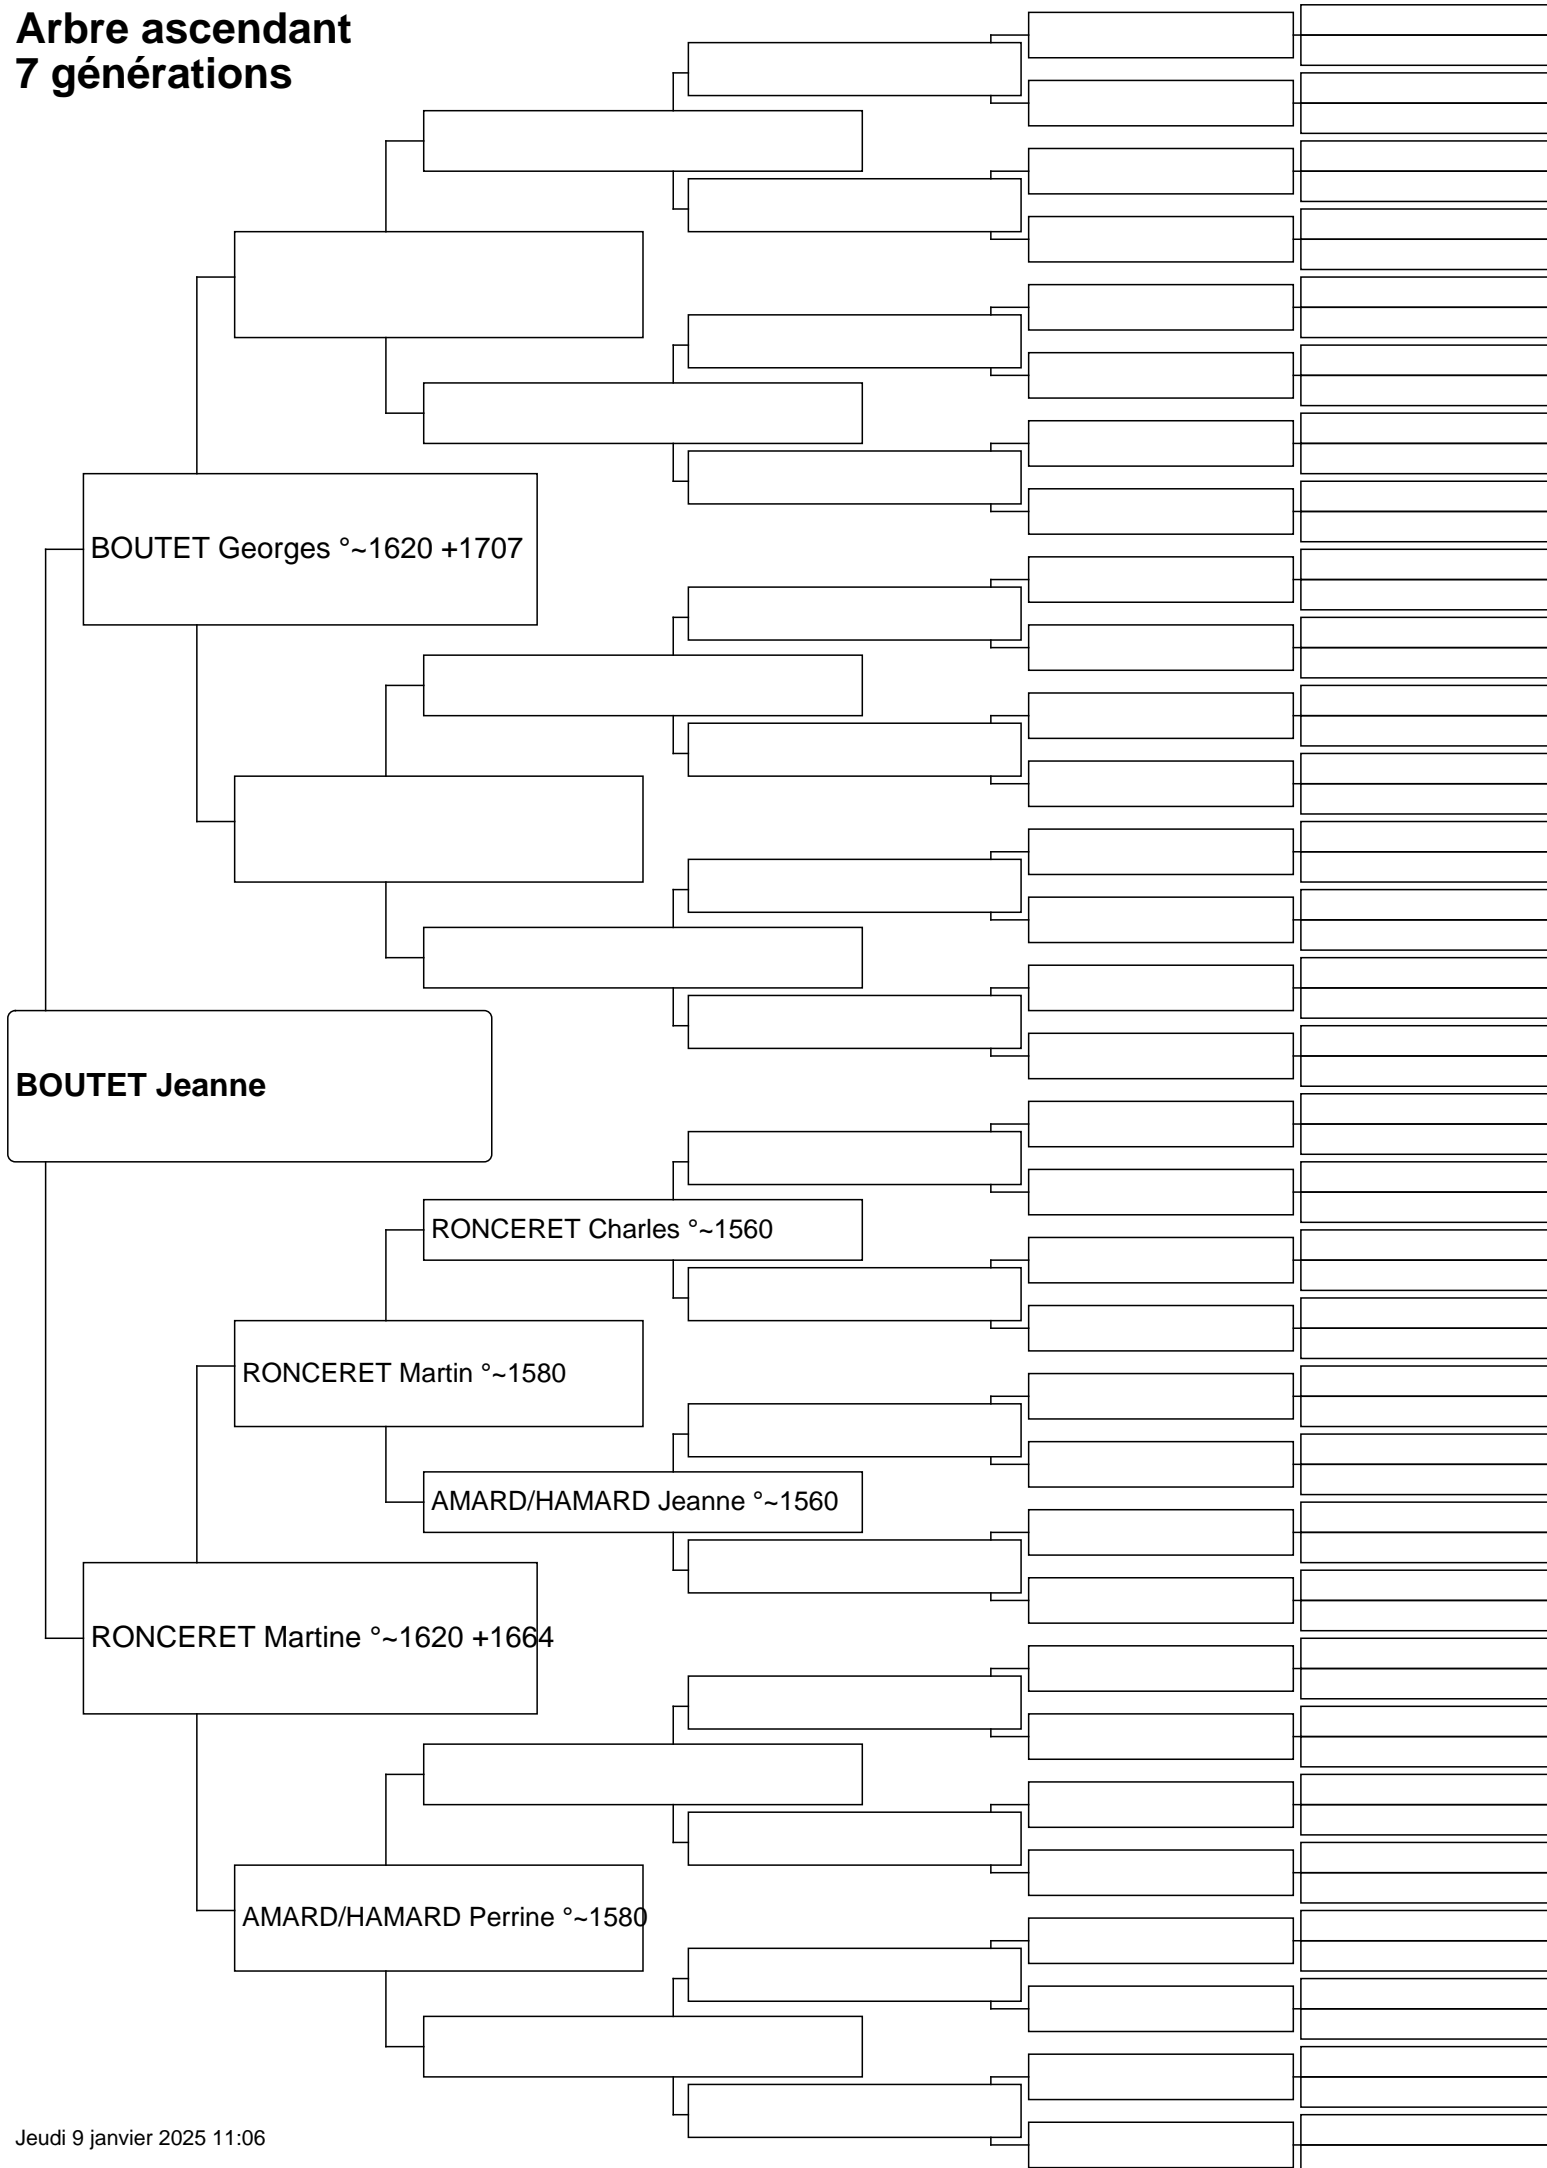 Arbre ascendant
7 générations
BOUTET Georges °~1620 +1707
BOUTET Jeanne
RONCERET Charles °~1560
RONCERET Martin °~1580
AMARD/HAMARD Jeanne °~1560
RONCERET Martine °~1620 +1664
AMARD/HAMARD Perrine °~1580
Jeudi 9 janvier 2025 11:06